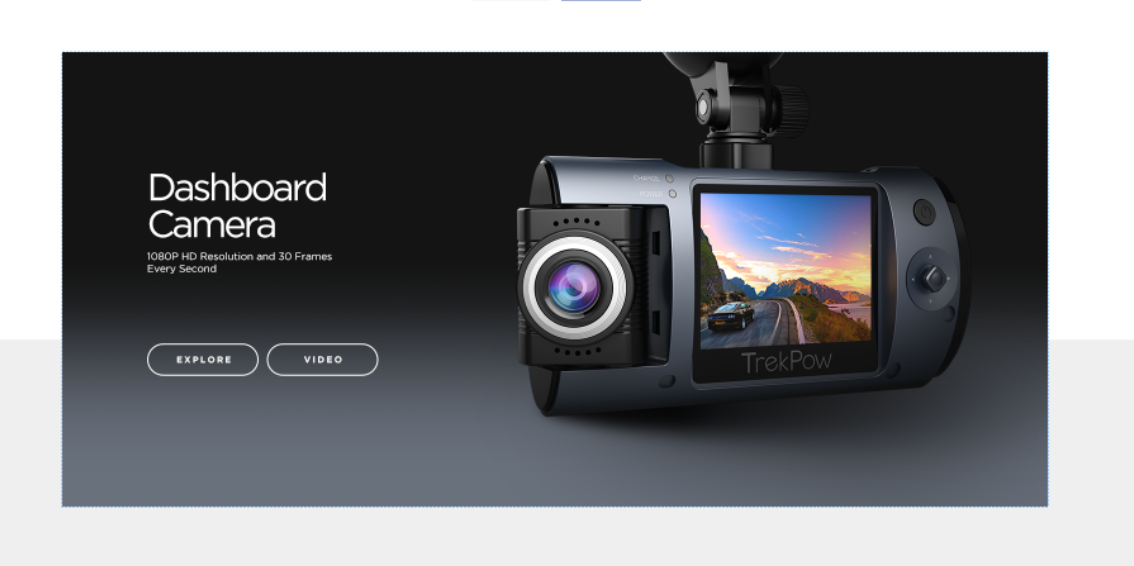 Dashboard
Camera
1080P HD Resolution and 30 Frames
Every Second
EXPLORE
VIDEO
TrekPow